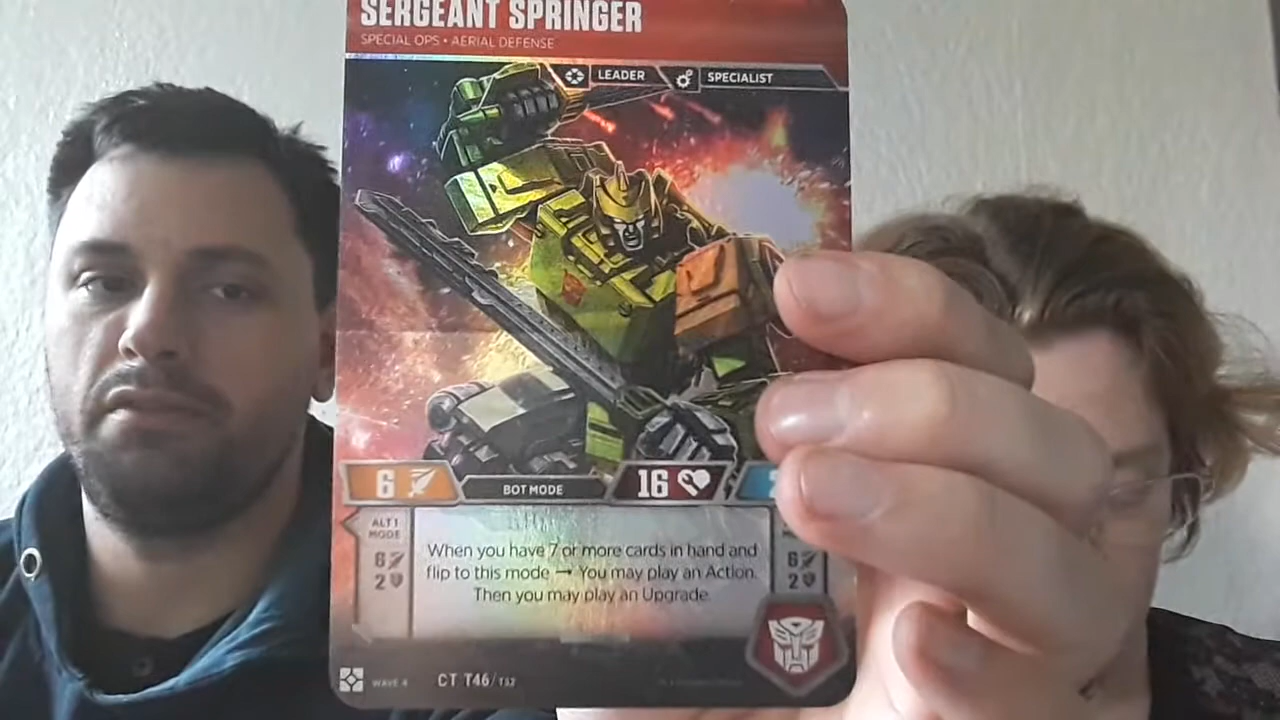 SERGEANT SPRINGER
SPECIAL OPS • AERIAL DEFENSE
LEADER SPECIALIST
6 BOT MODE 16
ALT 1
MODE
6
2
When you have 7 or more cards in hand and
flip to this mode → You may play an Action.
Then you may play an Upgrade.
6
2
WAVE 4 CT T46/T52